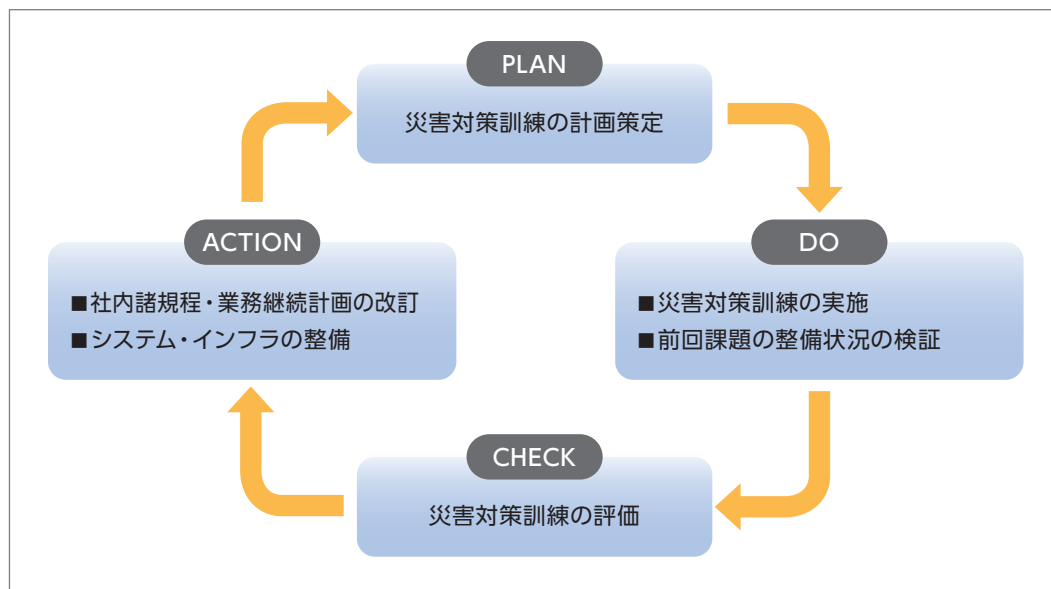 PLAN
災害対策訓練の計画策定
DO
■災害対策訓練の実施
■前回課題の整備状況の検証
CHECK
災害対策訓練の評価
ACTION
■社内諸規程・業務継続計画の改訂
■システム・インフラの整備